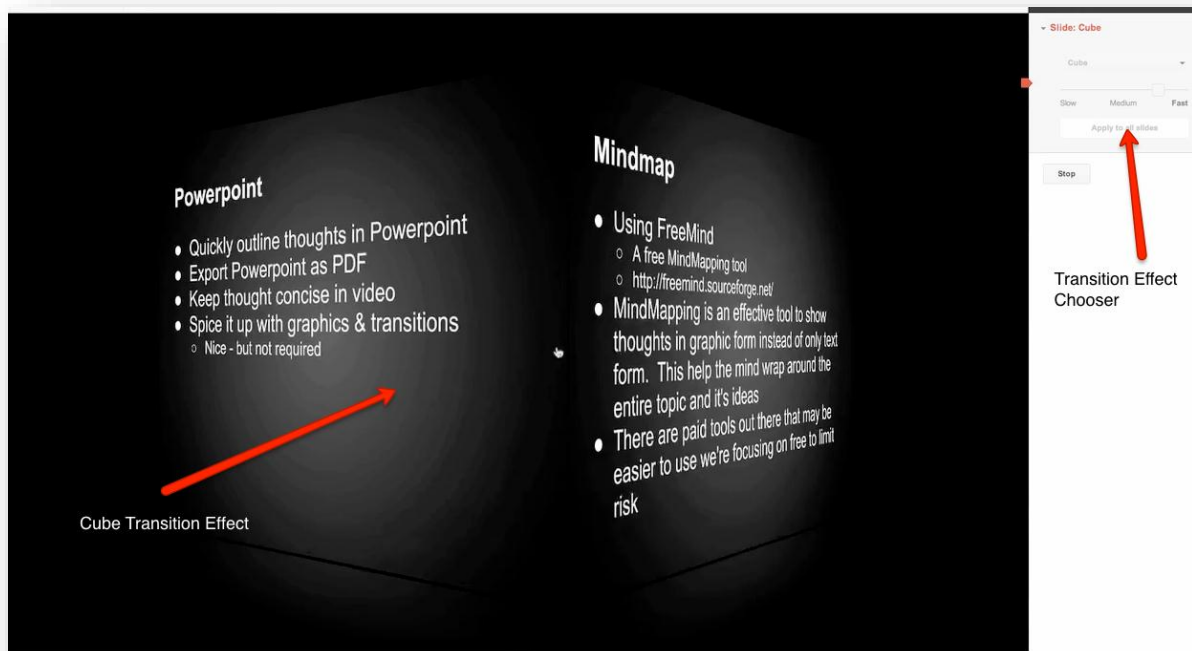 Powerpoint
● Quickly outline thoughts in Powerpoint
● Export Powerpoint as PDF
● Keep thought concise in video
● Spice it up with graphics & transitions
○ Nice - but not required
Cube Transition Effect
Mindmap
● Using FreeMind
○ A free MindMapping tool
○ http://freemind.sourceforge.net/
● MindMapping is an effective tool to show
thoughts in graphic form instead of only text
form. This help the mind wrap around the
entire topic and it's ideas
● There are paid tools out there that may be
easier to use we're focusing on free to limit
risk
Slide: Cube
Cube
Slow Medium Fast
Apply to all slides
Stop
Transition Effect
Chooser